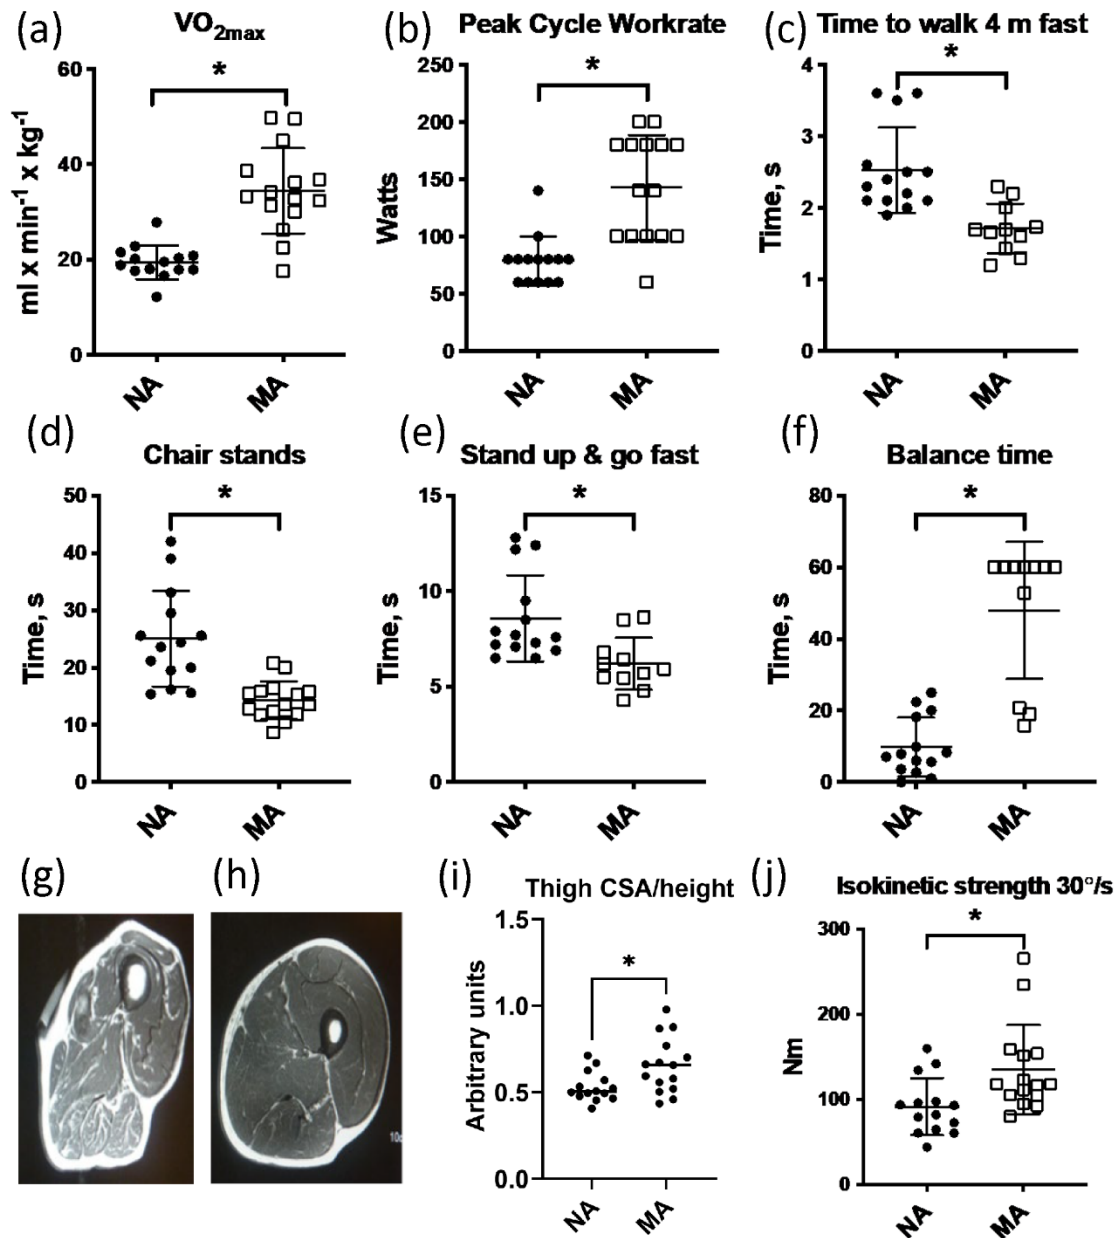 (a)
VO2max
*
60
40
20
0
ml x min-1 x kg-1
NA
MA
(b)
Peak Cycle Workrate
*
250
200
150
100
50
0
Watts
NA
MA
(c)
Time to walk 4 m fast
*
4
3
2
1
0
Time, s
NA
MA
(d)
Chair stands
*
50
40
30
20
10
0
Time, s
NA
MA
(e)
Stand up & go fast
*
15
10
5
0
Time, s
NA
MA
(f)
Balance time
*
80
60
40
20
0
Time, s
NA
MA
(g)
(h)
(i)
Thigh CSA/height
*
1.5
1.0
0.5
0.0
Arbitrary units
NA
MA
(j)
Isokinetic strength 30°/s
*
300
200
100
0
Nm
NA
MA